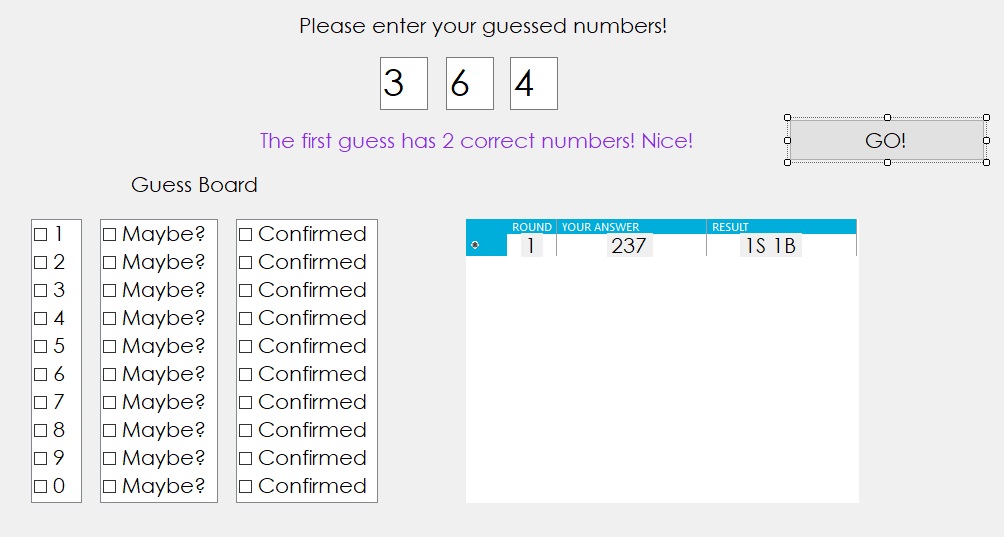 Please enter your guessed numbers!
3 6 4
The first guess has 2 correct numbers! Nice!
GO!
Guess Board
1 Maybe? Confirmed
2 Maybe? Confirmed
3 Maybe? Confirmed
4 Maybe? Confirmed
5 Maybe? Confirmed
6 Maybe? Confirmed
7 Maybe? Confirmed
8 Maybe? Confirmed
9 Maybe? Confirmed
0 Maybe? Confirmed
ROUND YOUR ANSWER RESULT
1 237 1S 1B